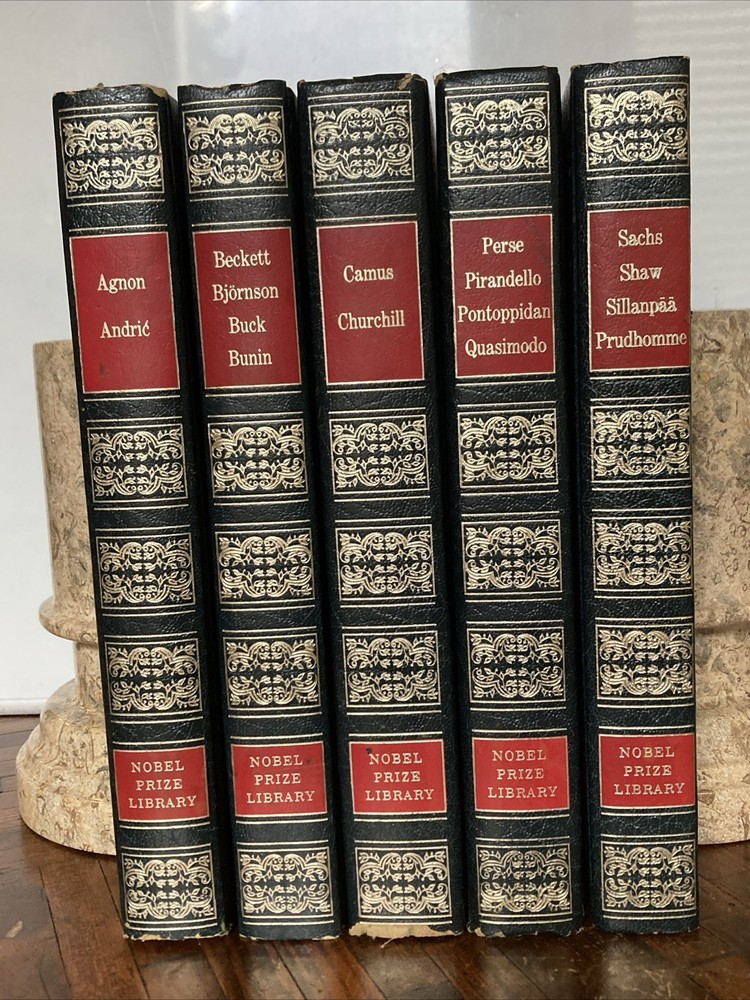 Agnon
Andrić
NOBEL
PRIZE
LIBRARY
Beckett
Björnson
Buck
Bunin
NOBEL
PRIZE
LIBRARY
Camus
Churchill
NOBEL
PRIZE
LIBRARY
Perse
Pirandello
Pontoppidan
Quasimodo
NOBEL
PRIZE
LIBRARY
Sachs
Shaw
Sillanpää
Prudhomme
NOBEL
PRIZE
LIBRARY